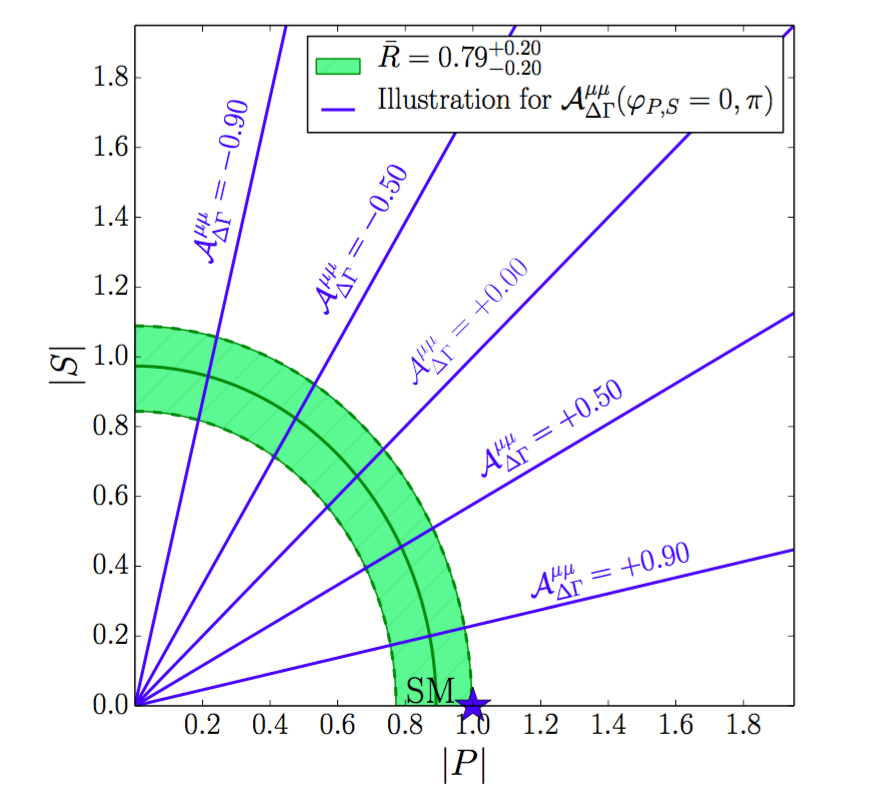 R̄ = 0.79^{+0.20}_{-0.20}
Illustration for 𝒜^{μμ}_{ΔΓ}(φ_{P,S} = 0, π)
𝒜^{μμ}_{ΔΓ} = −0.90
𝒜^{μμ}_{ΔΓ} = −0.50
𝒜^{μμ}_{ΔΓ} = +0.00
𝒜^{μμ}_{ΔΓ} = +0.50
𝒜^{μμ}_{ΔΓ} = +0.90
SM
|S|
1.8
1.6
1.4
1.2
1.0
0.8
0.6
0.4
0.2
0.0
0.2 0.4 0.6 0.8 1.0 1.2 1.4 1.6 1.8
|P|